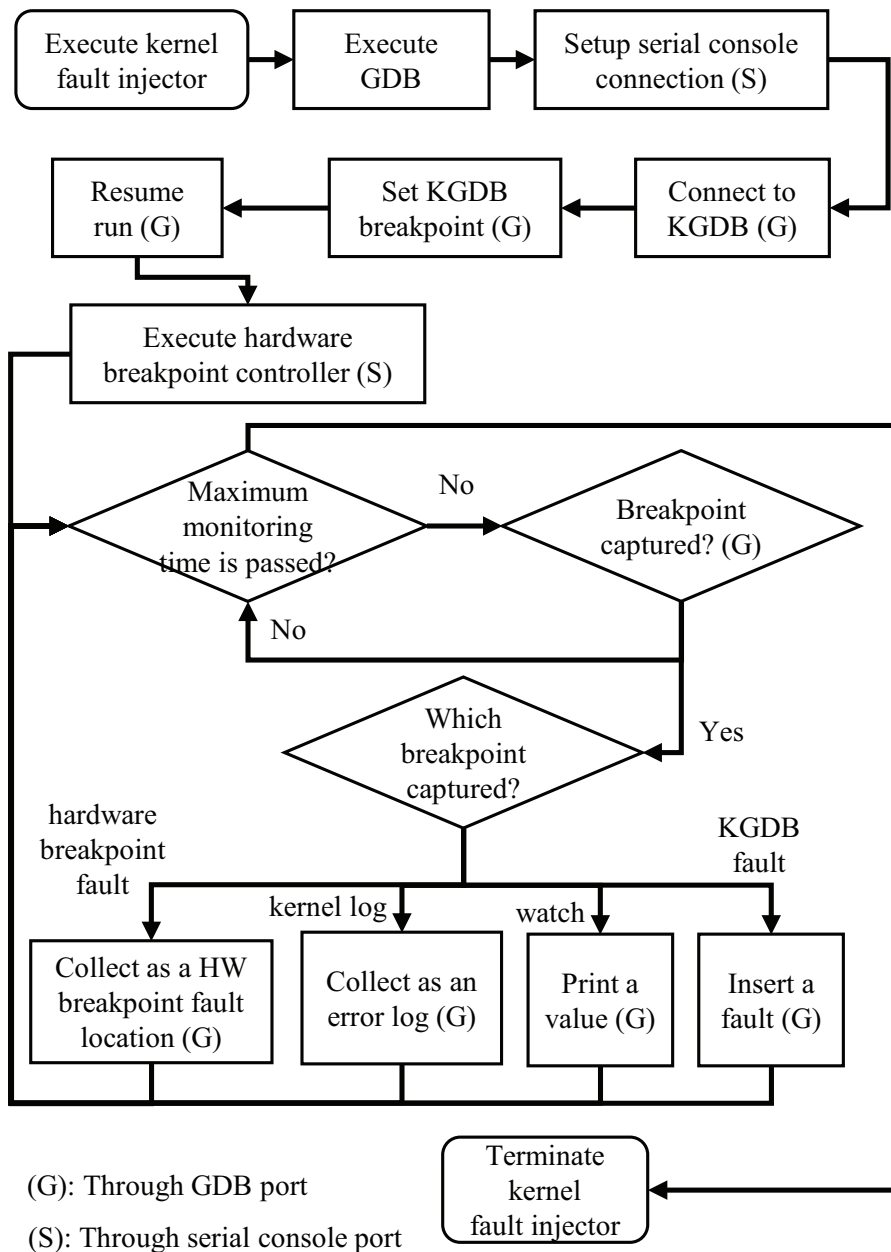 Execute kernel
fault injector
Execute
GDB
Setup serial console
connection (S)
Resume
run (G)
Set KGDB
breakpoint (G)
Connect to
KGDB (G)
Execute hardware
breakpoint controller (S)
Maximum
monitoring
time is passed?
No
Breakpoint
captured? (G)
No
Which
breakpoint
captured?
Yes
hardware
breakpoint
fault
kernel log
watch
KGDB
fault
Collect as a HW
breakpoint fault
location (G)
Collect as an
error log (G)
Print a
value (G)
Insert a
fault (G)
Terminate
kernel
fault injector
(G): Through GDB port
(S): Through serial console port